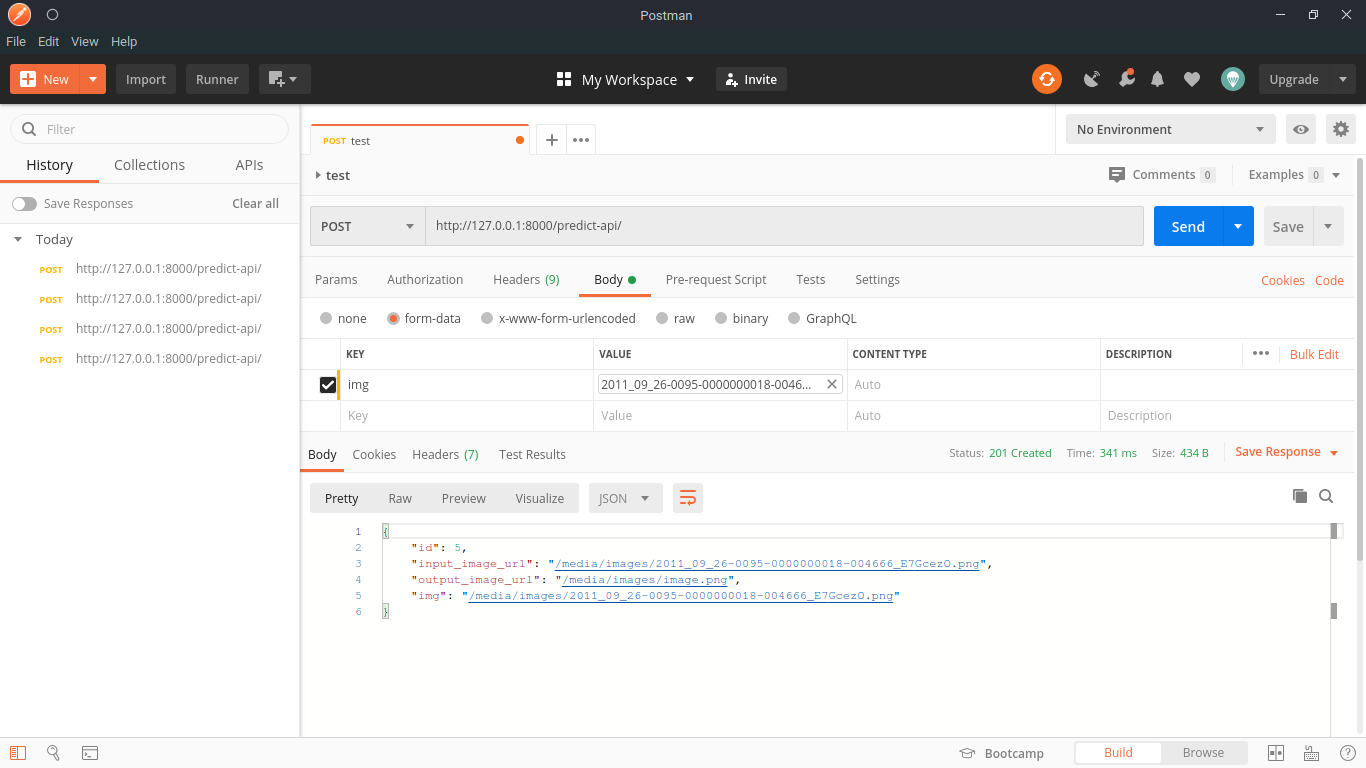 Postman
File Edit View Help
New Import Runner My Workspace Invite Upgrade
Filter
History Collections APIs
Save Responses Clear all
Today
POST http://127.0.0.1:8000/predict-api/
POST http://127.0.0.1:8000/predict-api/
POST http://127.0.0.1:8000/predict-api/
POST http://127.0.0.1:8000/predict-api/
POST test
No Environment
test Comments 0 Examples 0
POST http://127.0.0.1:8000/predict-api/ Send Save
Params Authorization Headers (9) Body Pre-request Script Tests Settings Cookies Code
none form-data x-www-form-urlencoded raw binary GraphQL
KEY VALUE CONTENT TYPE DESCRIPTION ••• Bulk Edit
img 2011_09_26-0095-0000000018-0046... Auto
Key Value Auto Description
Body Cookies Headers (7) Test Results Status: 201 Created Time: 341 ms Size: 434 B Save Response
Pretty Raw Preview Visualize JSON
1 {
2 "id": 5,
3 "input_image_url": "/media/images/2011_09_26-0095-0000000018-004666_E7GcezO.png",
4 "output_image_url": "/media/images/image.png",
5 "img": "/media/images/2011_09_26-0095-0000000018-004666_E7GcezO.png"
6 }
Bootcamp Build Browse